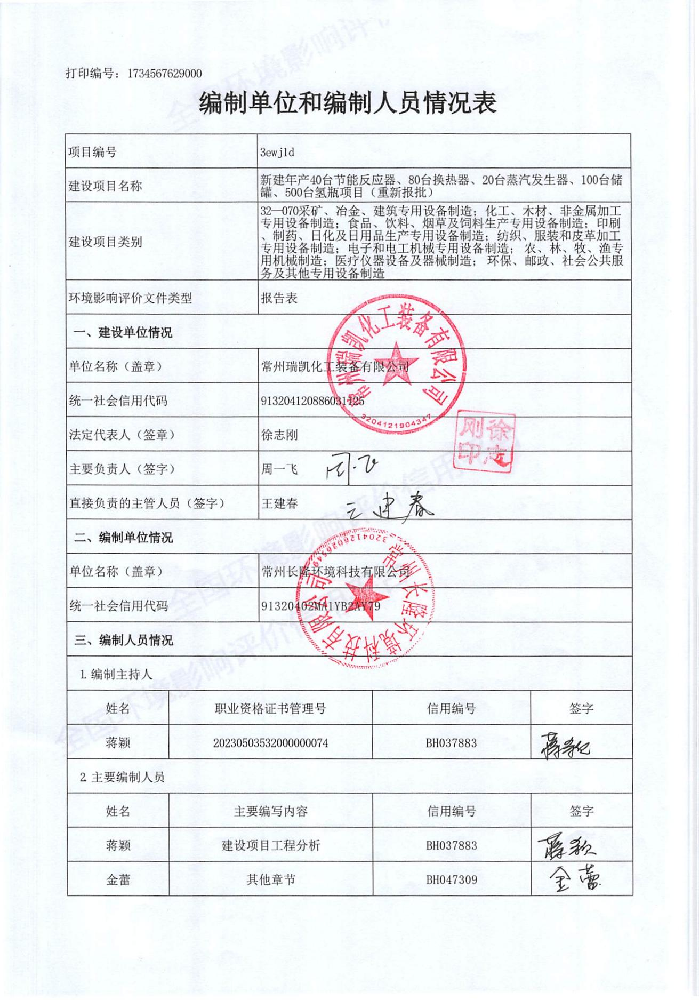 打印编号：1734567629000
编制单位和编制人员情况表
项目编号 3ewj1d
建设项目名称 新建年产40台节能反应器、80台换热器、20台蒸汽发生器、100台储
罐、500台氢瓶项目（重新报批）
建设项目类别 32—070采矿、冶金、建筑专用设备制造；化工、木材、非金属加工
专用设备制造；食品、饮料、烟草及饲料生产专用设备制造；印刷
、制药、日化及日用品生产专用设备制造；纺织、服装和皮革加工
专用设备制造；电子和电工机械专用设备制造；农、林、牧、渔专
用机械制造；医疗仪器设备及器械制造；环保、邮政、社会公共服
务及其他专用设备制造
环境影响评价文件类型 报告表
一、建设单位情况
单位名称（盖章） 常州瑞凯化工装备有限公司
常州瑞凯化工装备有限公司
统一社会信用代码 913204120886031125
3204121904347
法定代表人（签章） 徐志刚
徐志刚印
主要负责人（签字） 周一飞 周一飞
直接负责的主管人员（签字） 王建春 王建春
二、编制单位情况
单位名称（盖章） 常州长隆环境科技有限公司
常州长隆环境科技有限公司
统一社会信用代码 91320402MA1YB2AY79
三、编制人员情况
1.编制主持人
姓名 职业资格证书管理号 信用编号 签字
蒋颖 20230503532000000074 BH037883 蒋颖
2.主要编制人员
姓名 主要编写内容 信用编号 签字
蒋颖 建设项目工程分析 BH037883 蒋颖
金蕾 其他章节 BH047309 金蕾
全国环境影响评价信用平台